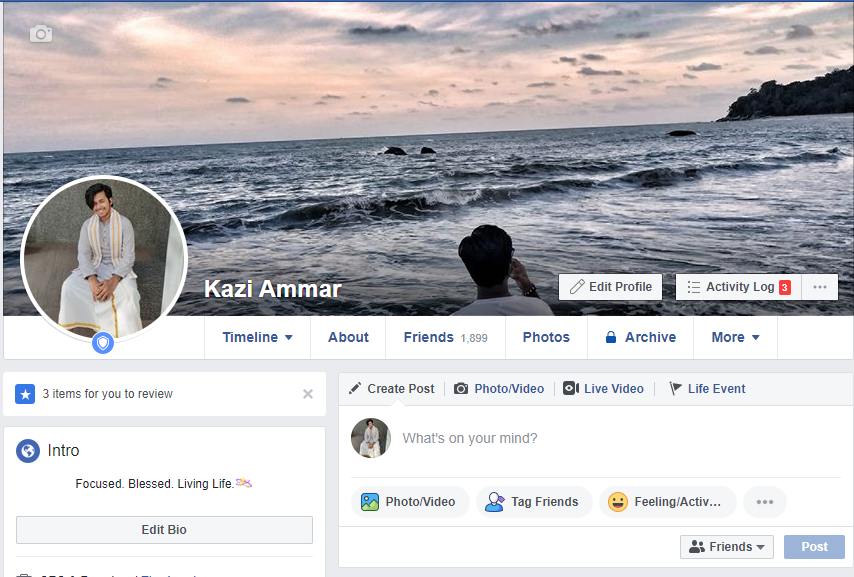 Kazi Ammar
Edit Profile
Activity Log 3
Timeline
About
Friends 1,899
Photos
Archive
More
3 items for you to review
Intro
Focused. Blessed. Living Life.
Edit Bio
Create Post
Photo/Video
Live Video
Life Event
What's on your mind?
Photo/Video
Tag Friends
Feeling/Activ...
Friends
Post